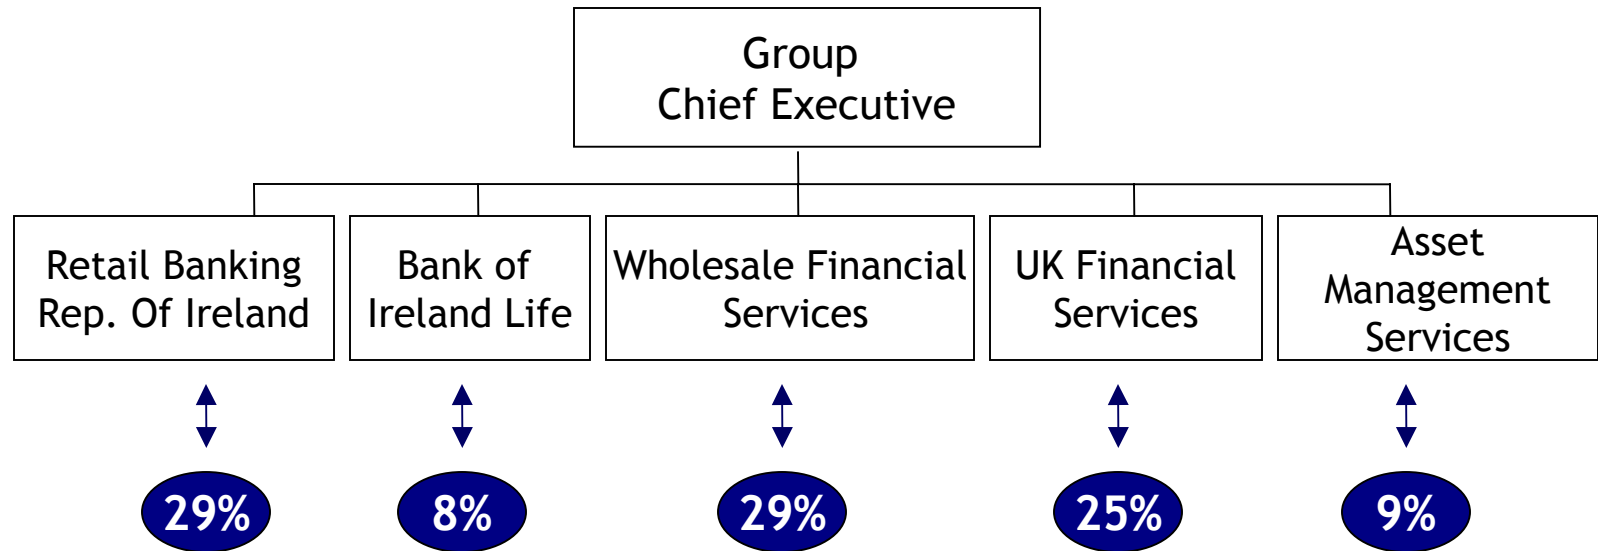 Group
Chief Executive
Retail Banking
Rep. Of Ireland
Bank of
Ireland Life
Wholesale Financial
Services
UK Financial
Services
Asset
Management
Services
29%
8%
29%
25%
9%